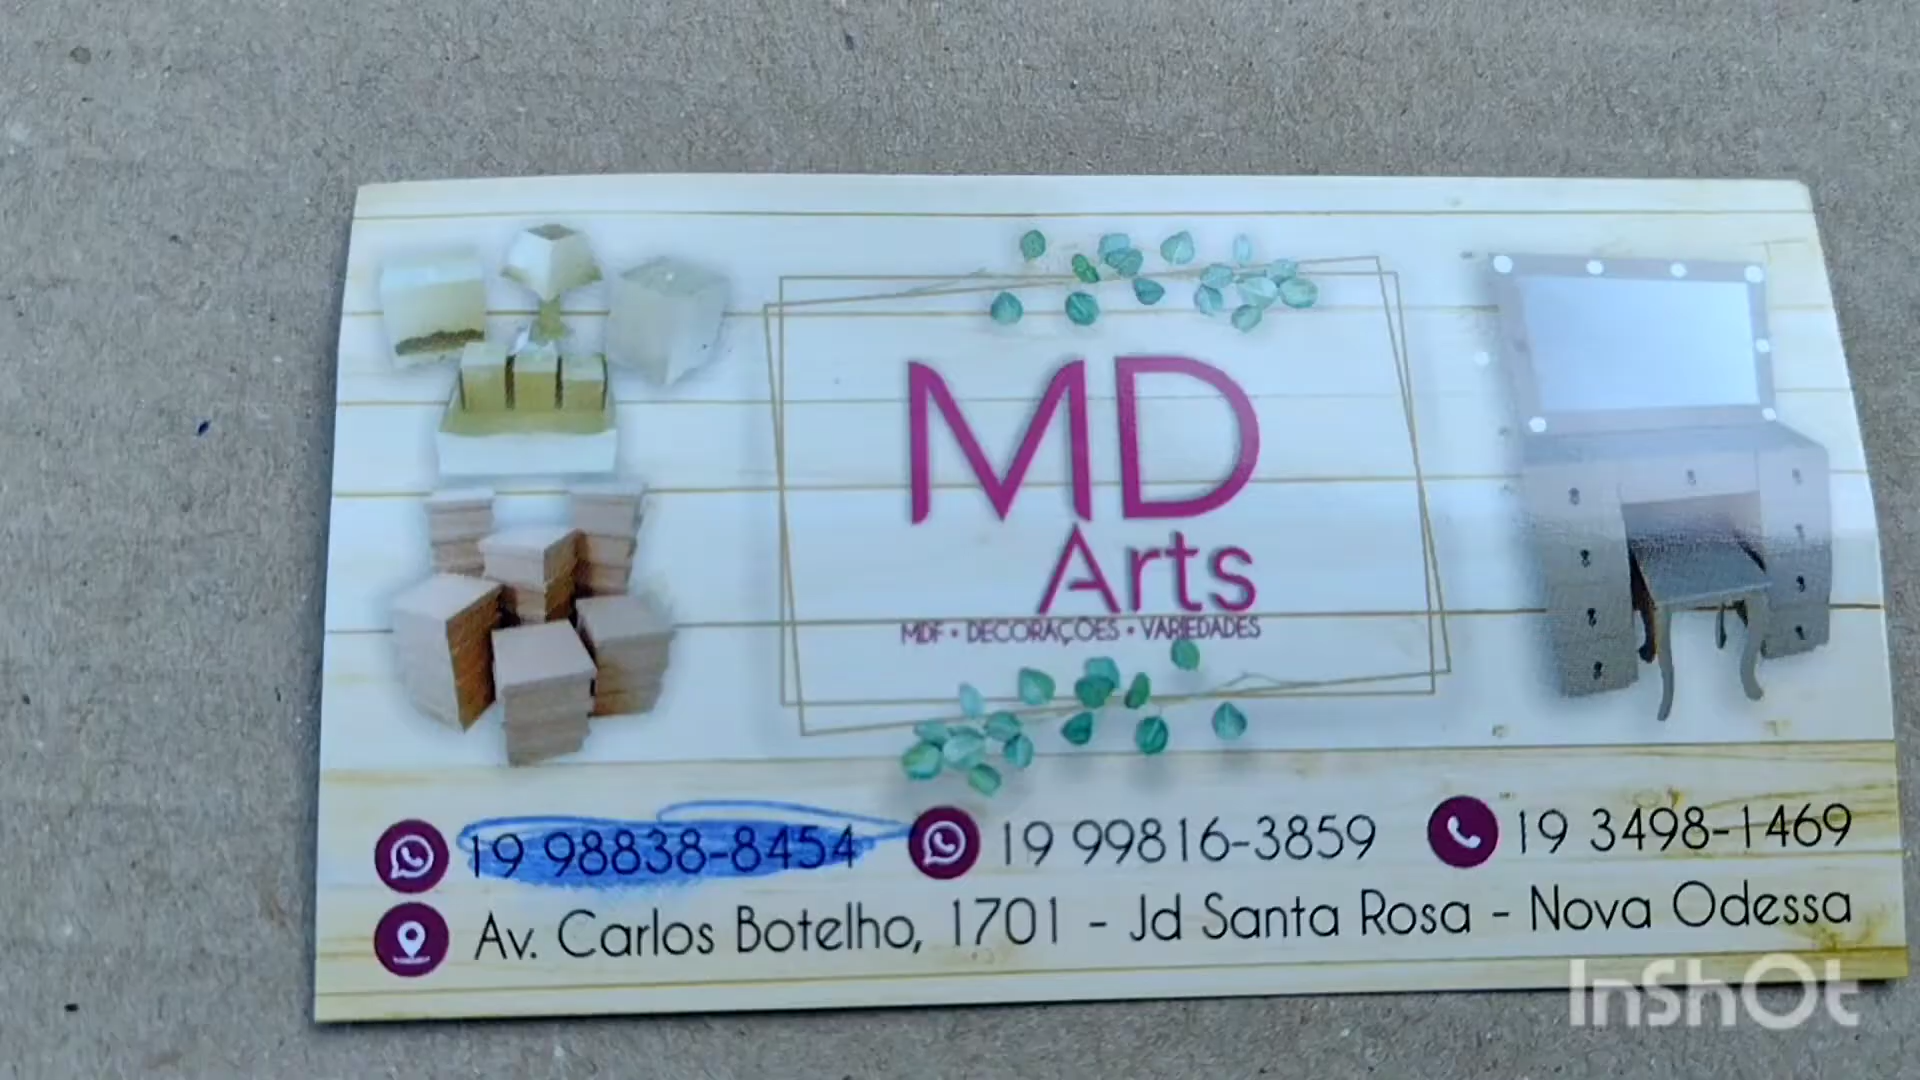 MD
Arts
MDF • DECORAÇÕES • VARIEDADES
19 98838-8454 19 99816-3859 19 3498-1469
Av. Carlos Botelho, 1701 - Jd Santa Rosa - Nova Odessa
InShOt